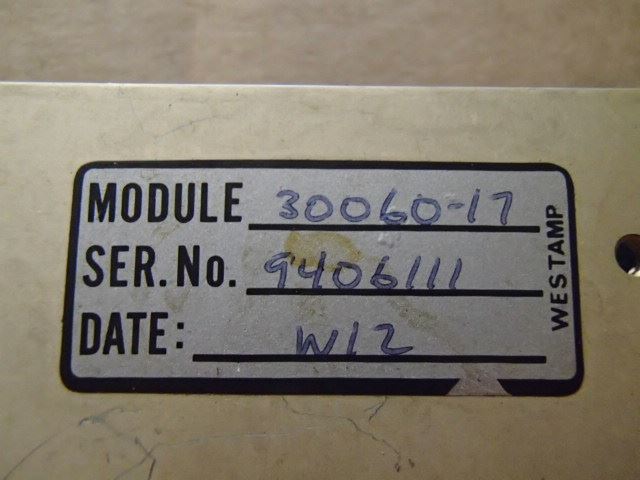 MODULE 30060-17
SER. No. 9406111
DATE: W12
WESTAMP